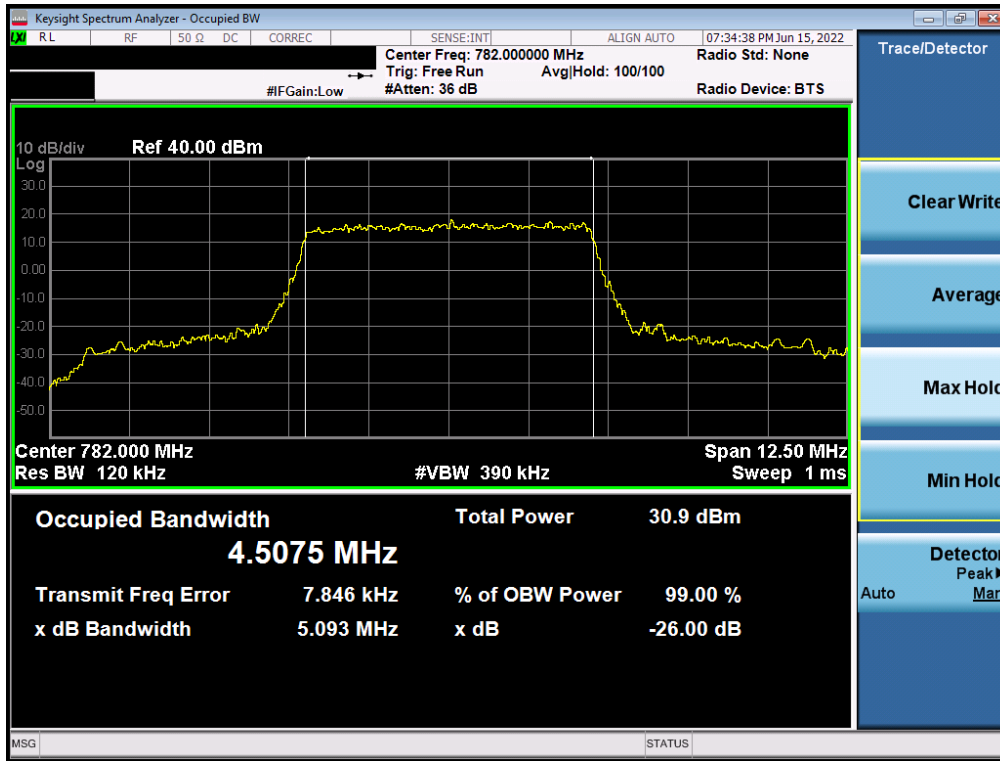 Keysight Spectrum Analyzer - Occupied BW
LXI RL RF 50 Ω DC CORREC SENSE:INT ALIGN AUTO 07:34:38 PM Jun 15, 2022
Center Freq: 782.000000 MHz Radio Std: None
Trig: Free Run Avg|Hold: 100/100
#IFGain:Low #Atten: 36 dB Radio Device: BTS
Trace/Detector
10 dB/div Ref 40.00 dBm
Log
30.0
20.0
10.0
0.00
-10.0
-20.0
-30.0
-40.0
-50.0
Center 782.000 MHz Span 12.50 MHz
Res BW 120 kHz #VBW 390 kHz Sweep 1 ms
Occupied Bandwidth Total Power 30.9 dBm
4.5075 MHz
Transmit Freq Error 7.846 kHz % of OBW Power 99.00 %
x dB Bandwidth 5.093 MHz x dB -26.00 dB
Clear Write
Average
Max Hold
Min Hold
Detector
Peak
Auto Man
MSG STATUS